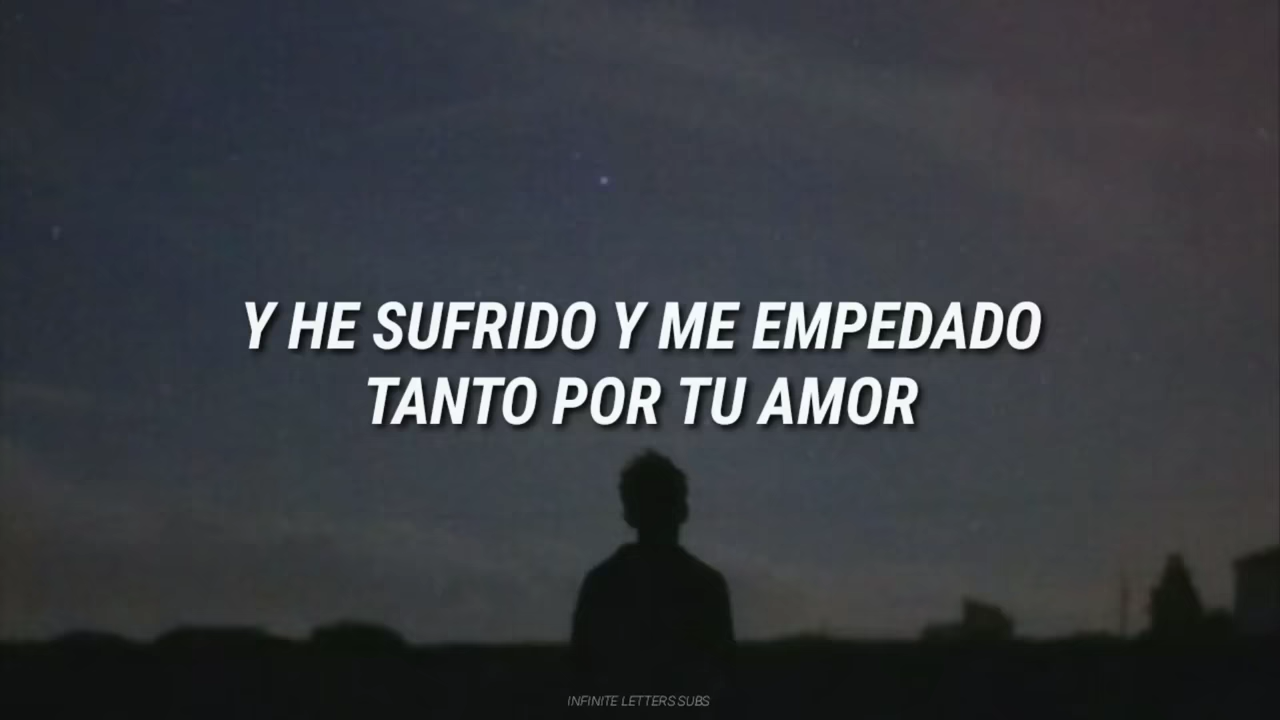 Y HE SUFRIDO Y ME EMPEDADO
TANTO POR TU AMOR
INFINITE LETTERS SUBS